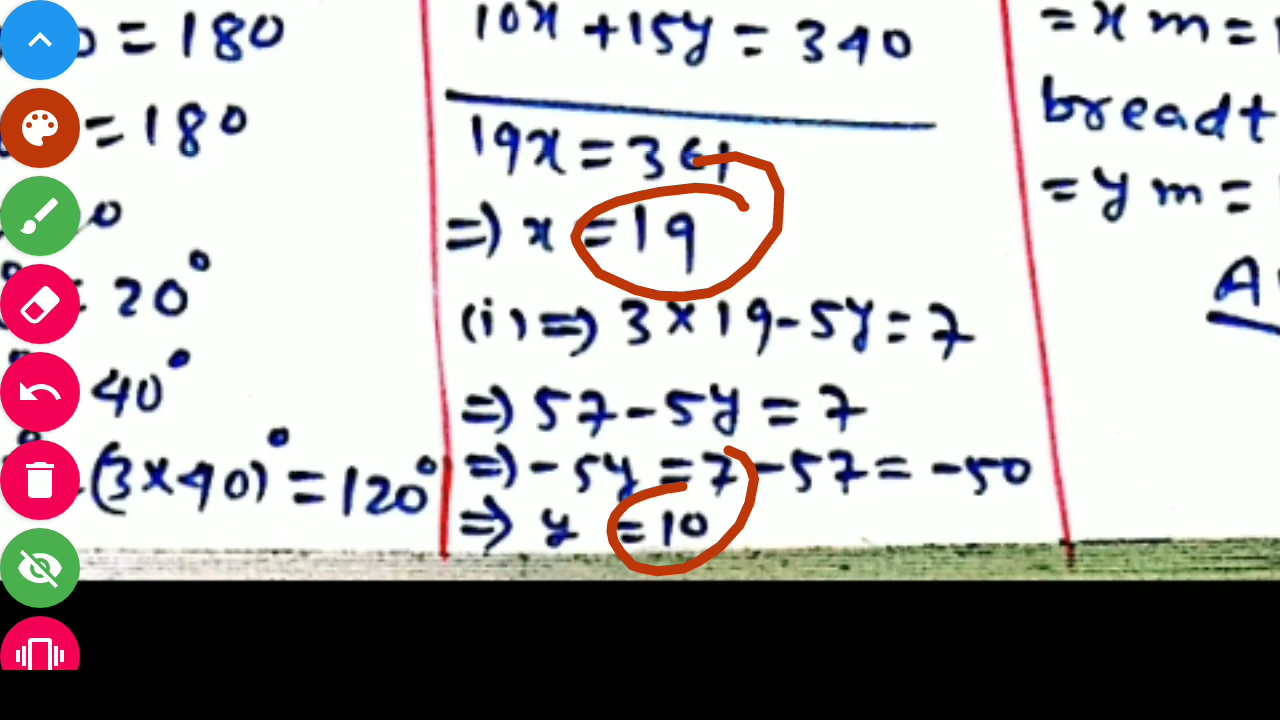 = 180
= 180
0
= 20°
40°
(3×40)° = 120°
10x + 15y = 340
19x = 361
=) x = 19
(i) =) 3×19-5y = 7
=) 57-5y = 7
=) -5y = 7-57 = -50
=) y = 10
= x m =
breadt
= y m =
A